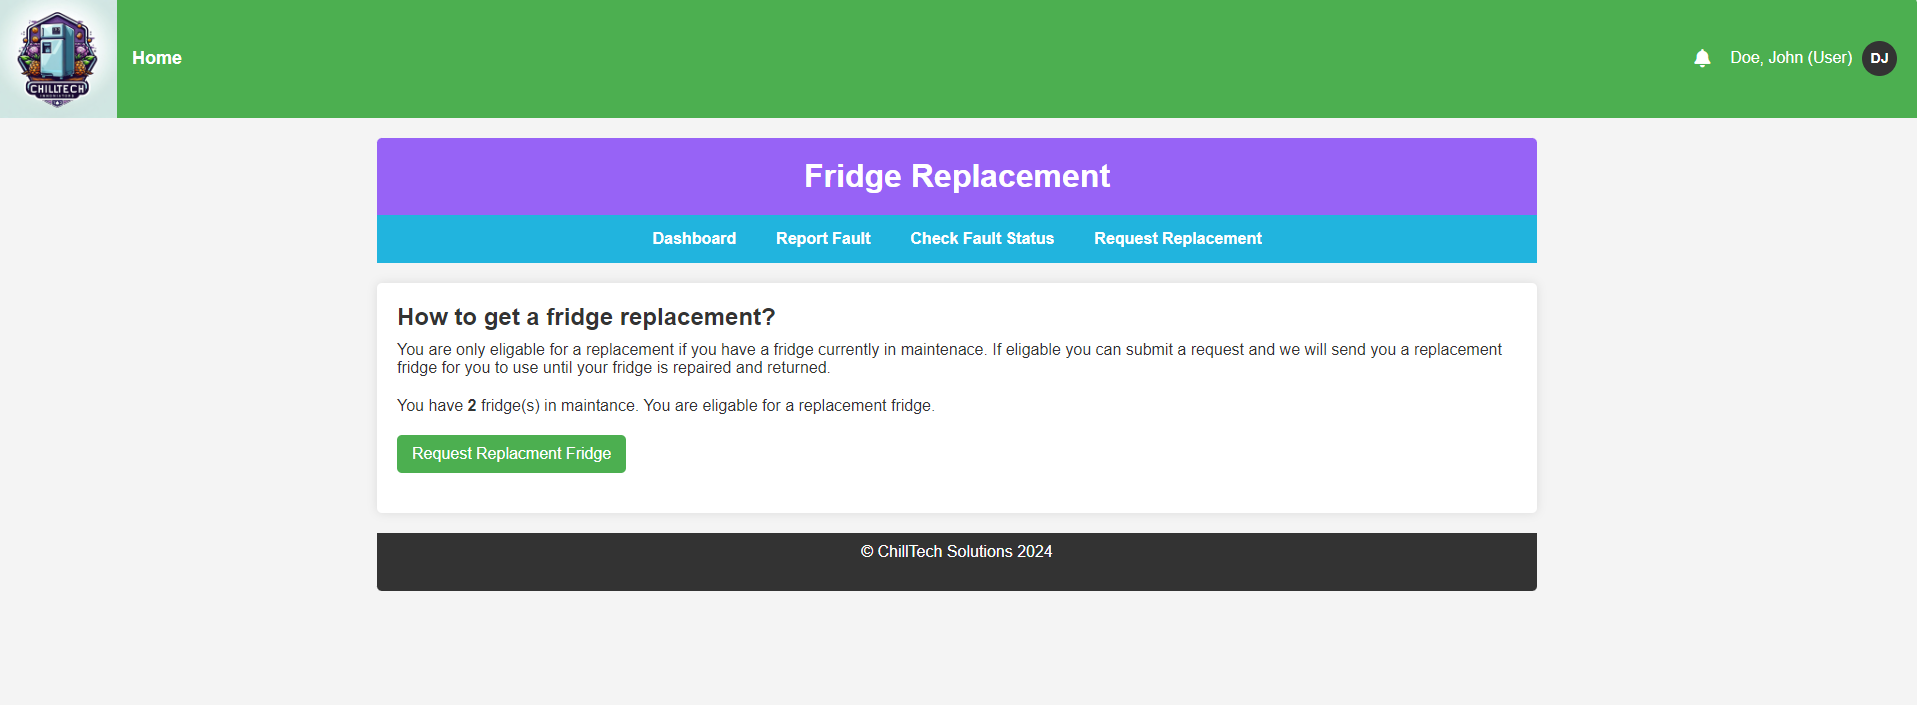 CHILLTECH
Home
Doe, John (User) DJ
Fridge Replacement
Dashboard Report Fault Check Fault Status Request Replacement
How to get a fridge replacement?
You are only eligable for a replacement if you have a fridge currently in maintenace. If eligable you can submit a request and we will send you a replacement
fridge for you to use until your fridge is repaired and returned.
You have 2 fridge(s) in maintance. You are eligable for a replacement fridge.
Request Replacment Fridge
© ChillTech Solutions 2024